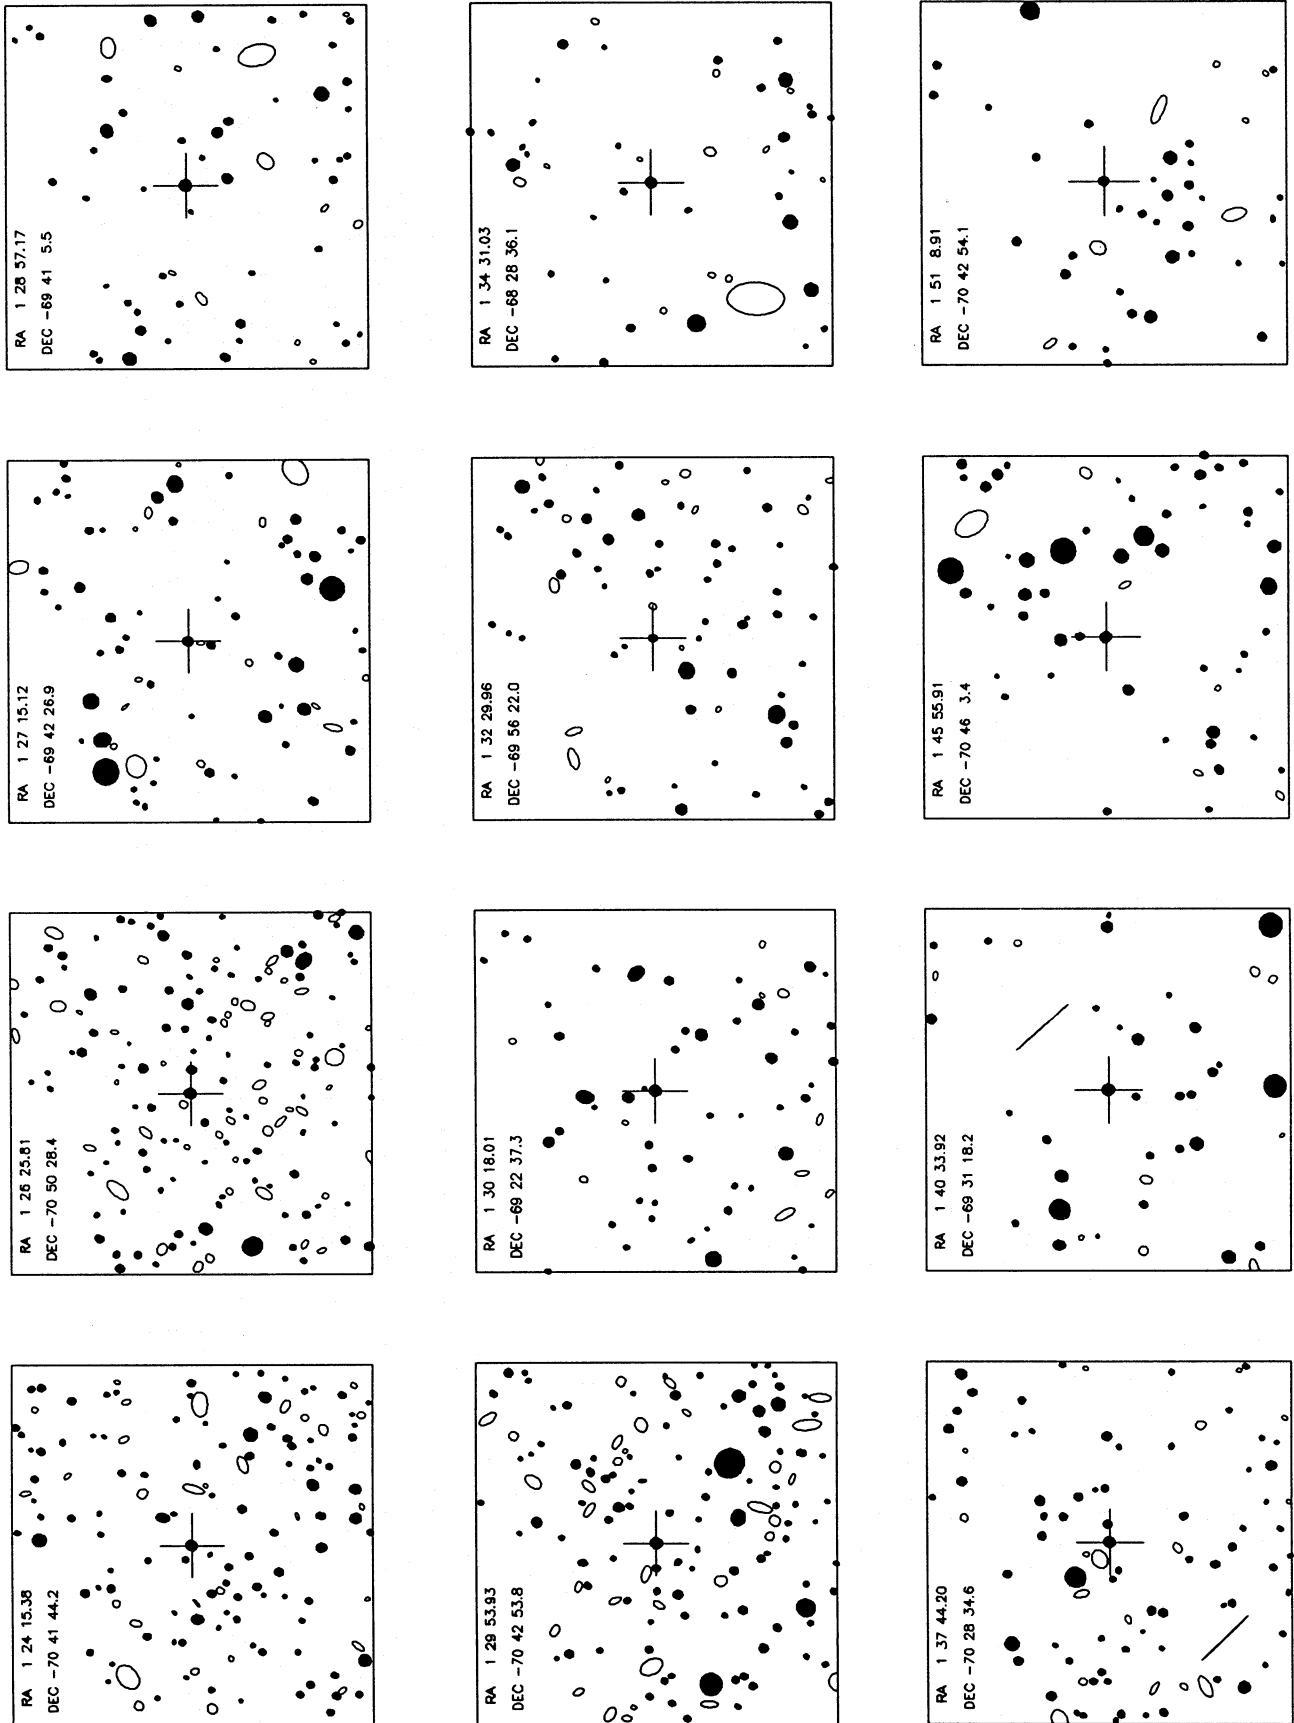 RA 1 24 15.38
DEC -70 41 44.2
RA 1 26 25.81
DEC -70 50 28.4
RA 1 27 15.12
DEC -69 42 26.9
RA 1 28 57.17
DEC -69 41 5.5
RA 1 29 53.93
DEC -70 42 53.8
RA 1 30 18.01
DEC -69 22 37.3
RA 1 32 29.96
DEC -69 56 22.0
RA 1 34 31.03
DEC -68 28 36.1
RA 1 37 44.20
DEC -70 28 34.6
RA 1 40 33.92
DEC -69 31 18.2
RA 1 45 55.91
DEC -70 46 3.4
RA 1 51 8.91
DEC -70 42 54.1